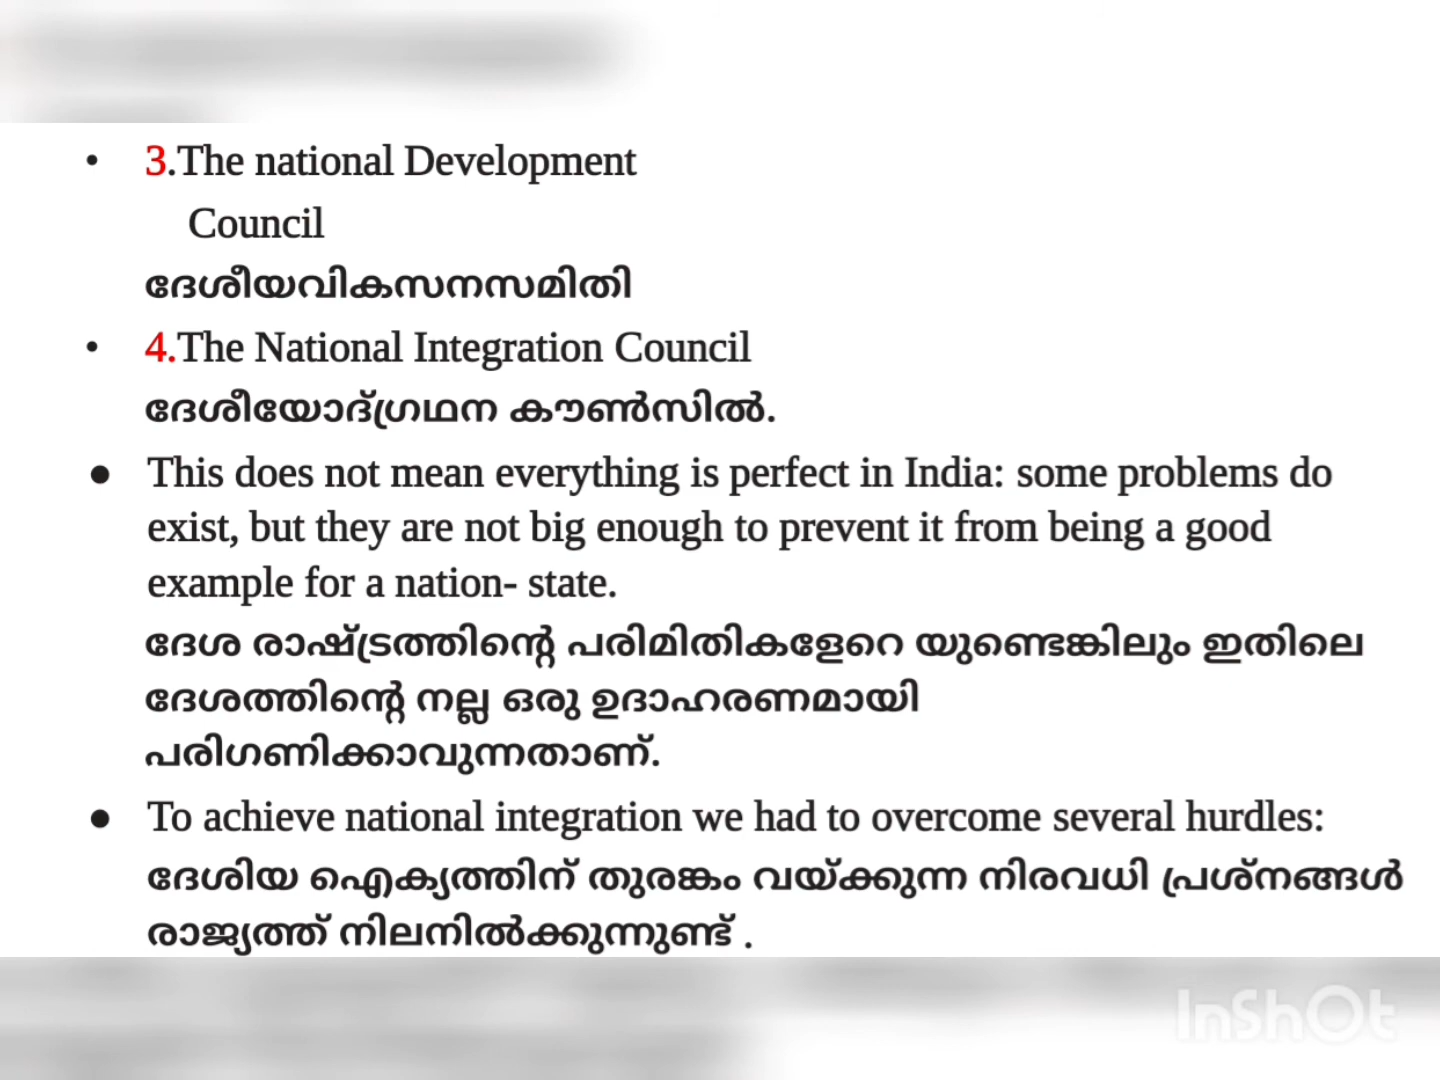 • 3.The national Development
Council
ദേശീയവികസനസമിതി
• 4.The National Integration Council
ദേശീയോദ്ഗ്രഥന കൗൺസിൽ.
● This does not mean everything is perfect in India: some problems do
exist, but they are not big enough to prevent it from being a good
example for a nation- state.
ദേശ രാഷ്ട്രത്തിന്റെ പരിമിതികളേറെ യുണ്ടെങ്കിലും ഇതിലെ
ദേശത്തിന്റെ നല്ല ഒരു ഉദാഹരണമായി
പരിഗണിക്കാവുന്നതാണ്.
● To achieve national integration we had to overcome several hurdles:
ദേശിയ ഐക്യത്തിന് തുരങ്കം വയ്ക്കുന്ന നിരവധി പ്രശ്നങ്ങൾ
രാജ്യത്ത് നിലനിൽക്കുന്നുണ്ട് .
InShOt